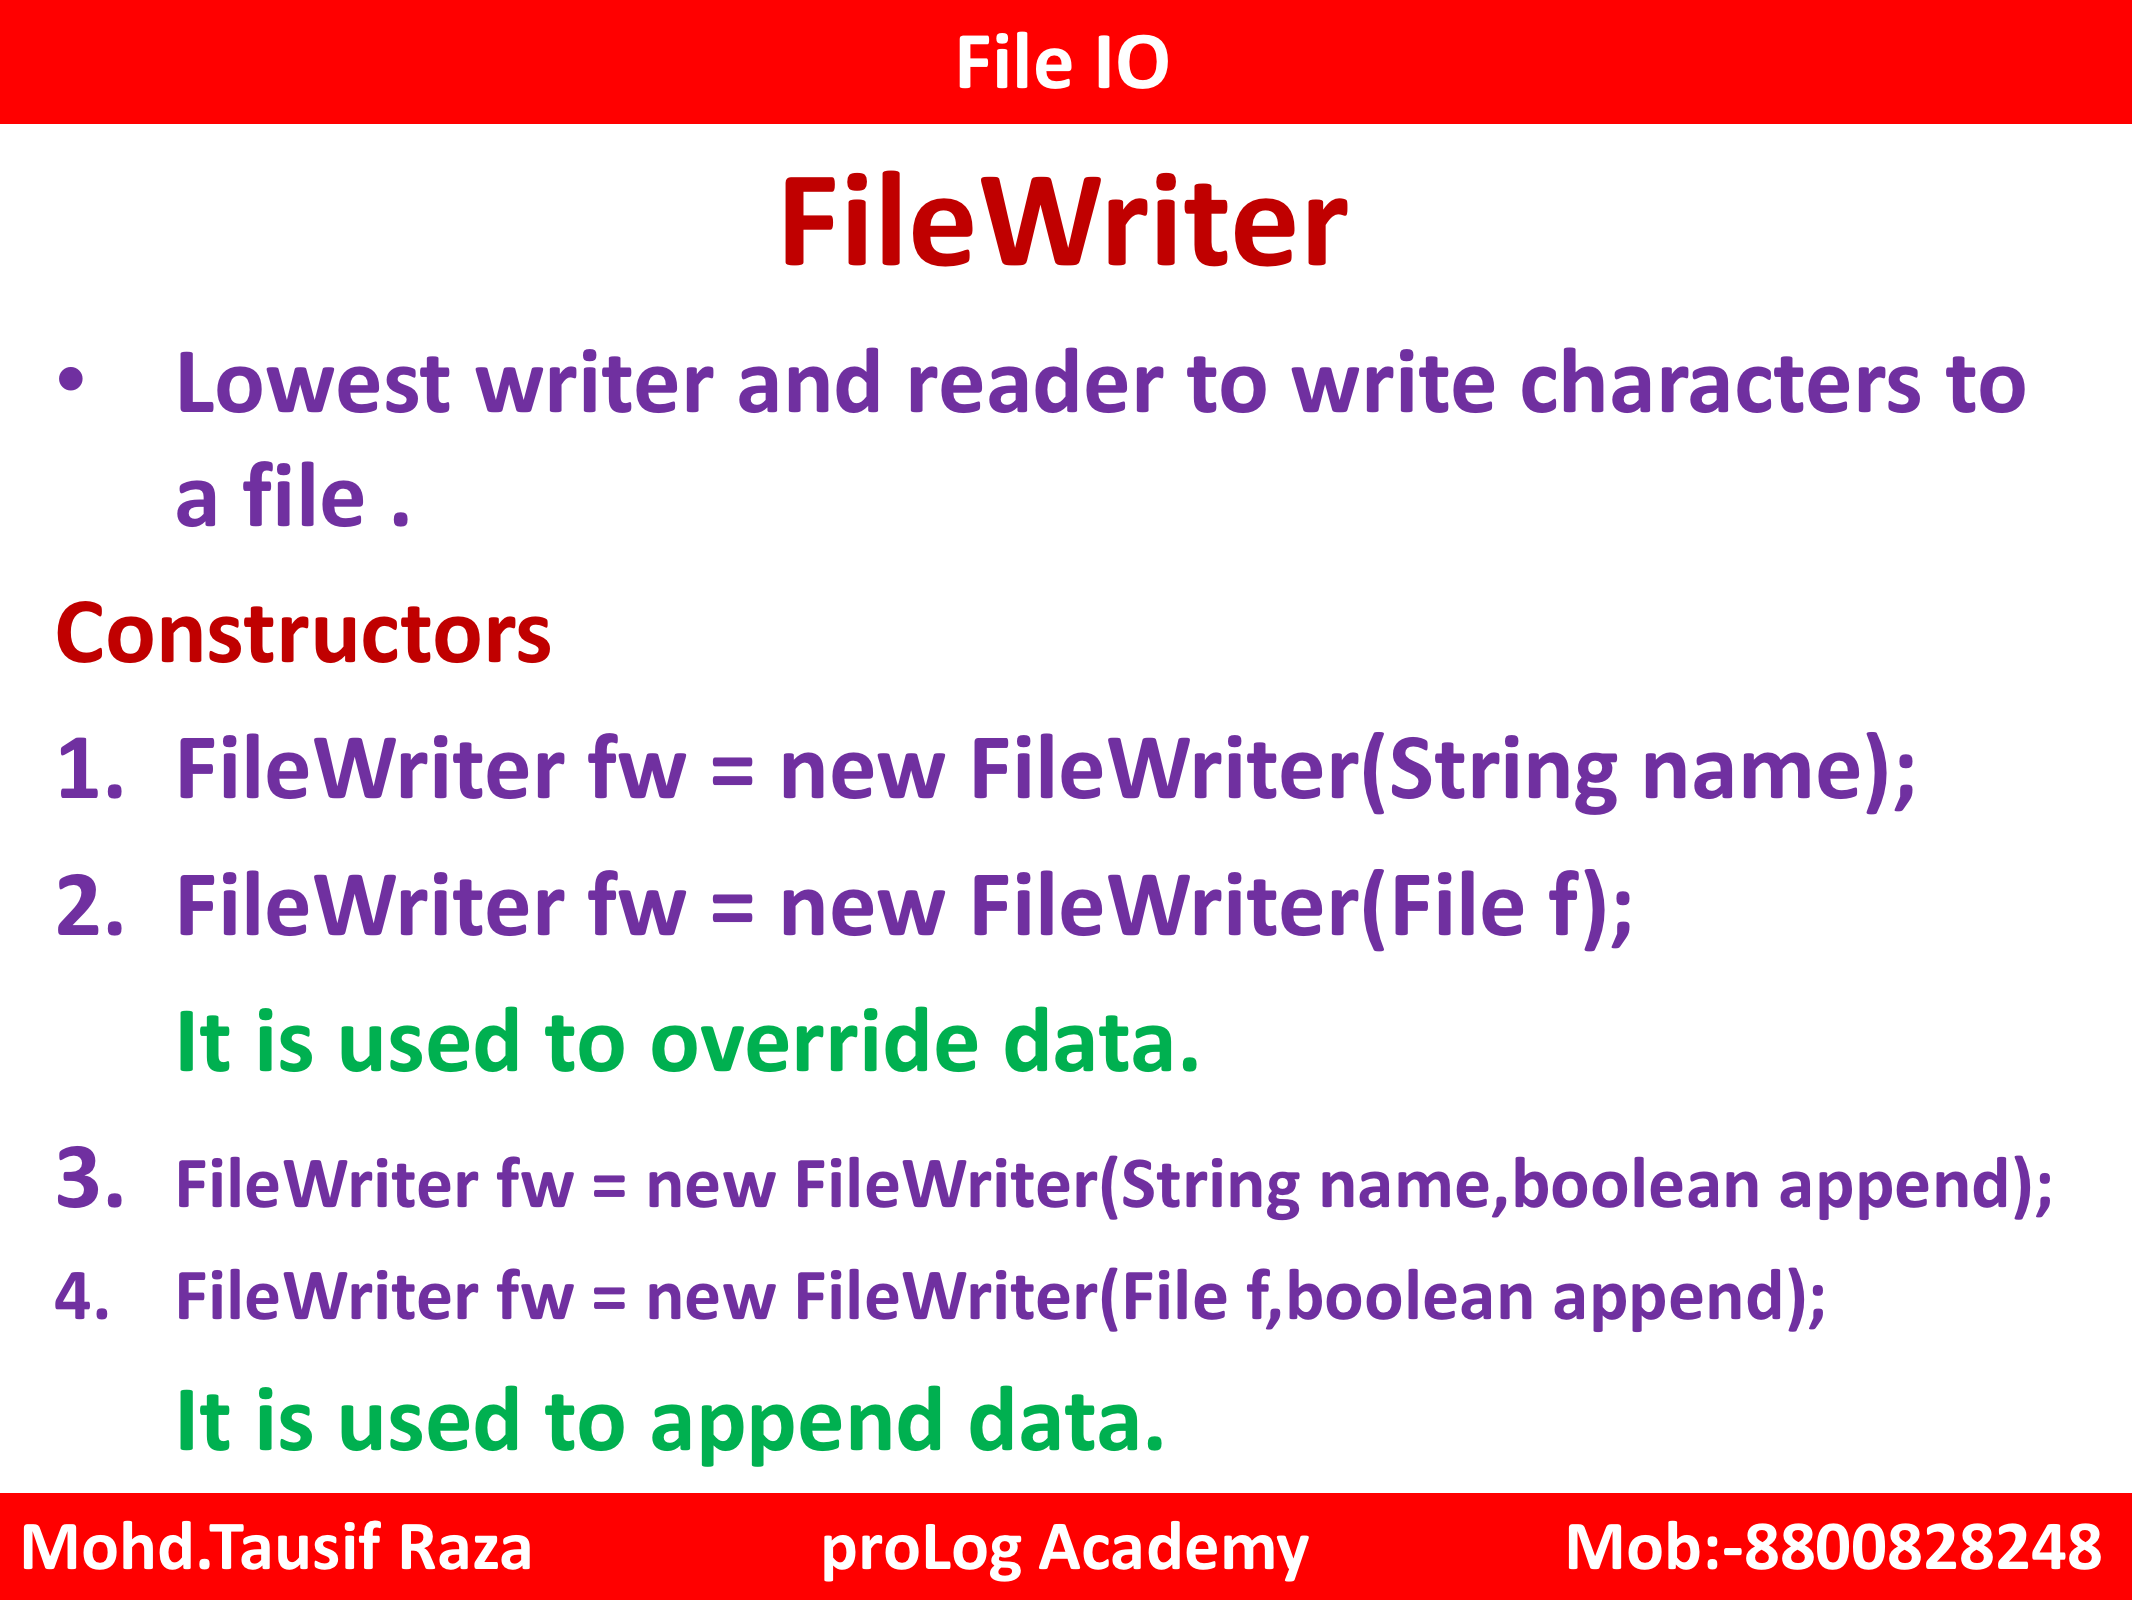 File IO
FileWriter
• Lowest writer and reader to write characters to
a file .
Constructors
1. FileWriter fw = new FileWriter(String name);
2. FileWriter fw = new FileWriter(File f);
It is used to override data.
3. FileWriter fw = new FileWriter(String name,boolean append);
4. FileWriter fw = new FileWriter(File f,boolean append);
It is used to append data.
Mohd.Tausif Raza proLog Academy Mob:-8800828248